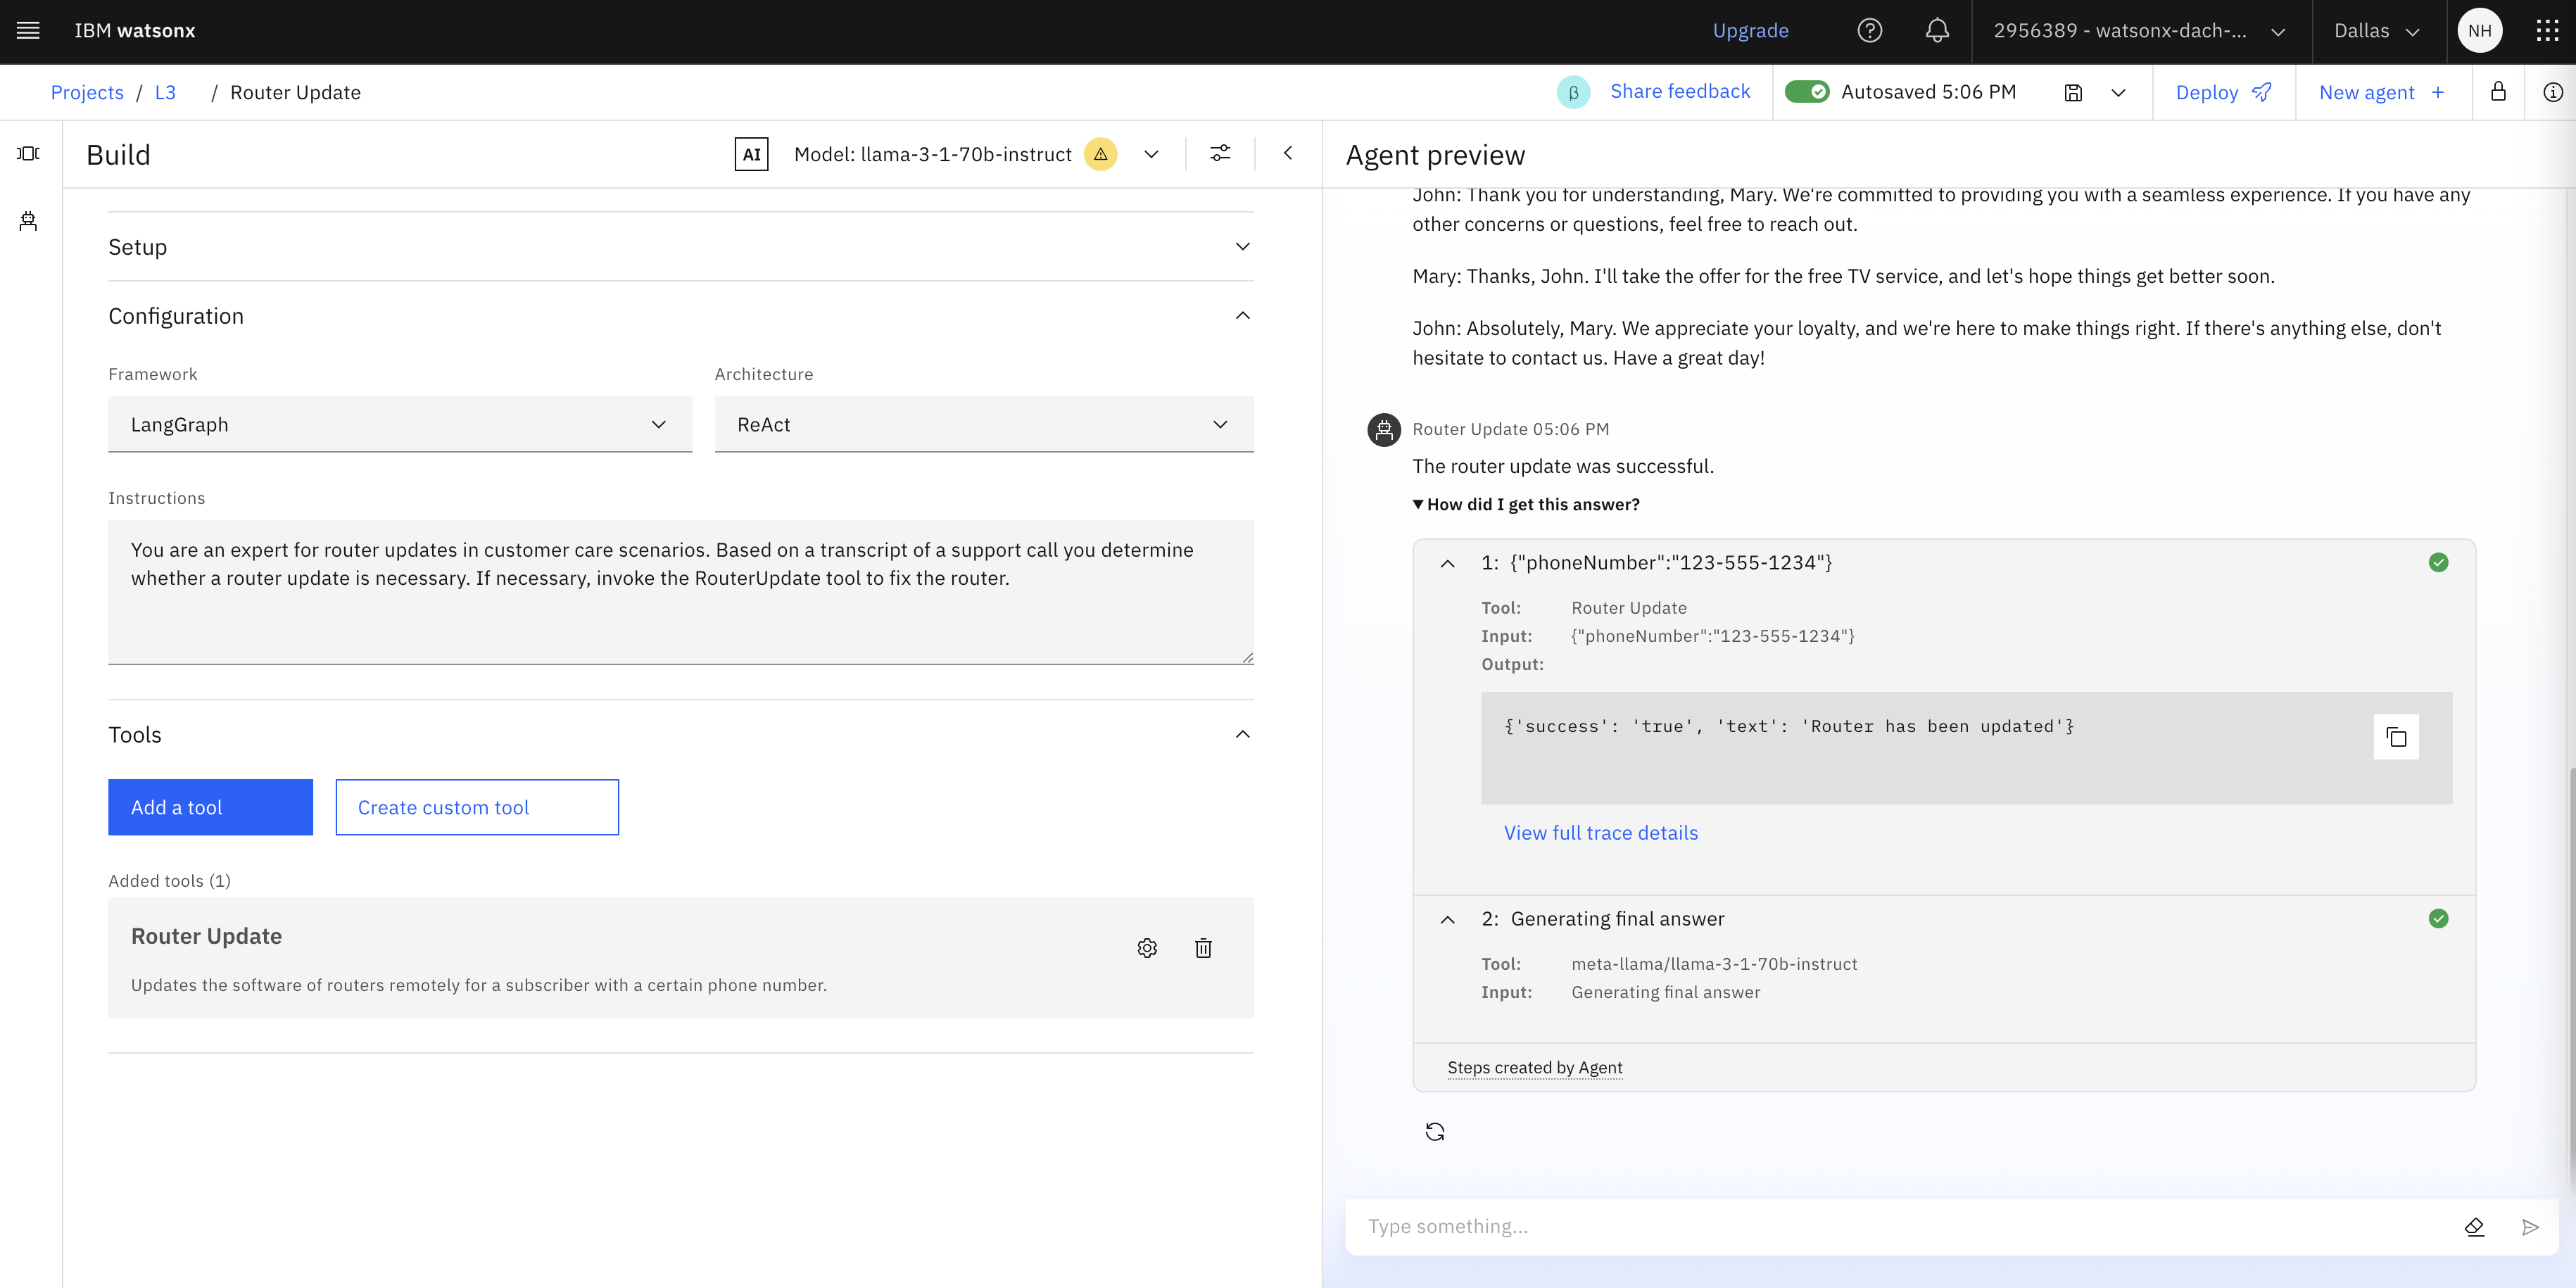 IBM watsonx
Upgrade
2956389 - watsonx-dach-...
Dallas
NH
Projects / L3 / Router Update
β
Share feedback
Autosaved 5:06 PM
Deploy
New agent +
Build
AI
Model: llama-3-1-70b-instruct
Setup
Configuration
Framework
Architecture
LangGraph
ReAct
Instructions
You are an expert for router updates in customer care scenarios. Based on a transcript of a support call you determine
whether a router update is necessary. If necessary, invoke the RouterUpdate tool to fix the router.
Tools
Add a tool
Create custom tool
Added tools (1)
Router Update
Updates the software of routers remotely for a subscriber with a certain phone number.
Agent preview
John: Thank you for understanding, Mary. We're committed to providing you with a seamless experience. If you have any
other concerns or questions, feel free to reach out.
Mary: Thanks, John. I'll take the offer for the free TV service, and let's hope things get better soon.
John: Absolutely, Mary. We appreciate your loyalty, and we're here to make things right. If there's anything else, don't
hesitate to contact us. Have a great day!
Router Update 05:06 PM
The router update was successful.
How did I get this answer?
1: {"phoneNumber":"123-555-1234"}
Tool: Router Update
Input: {"phoneNumber":"123-555-1234"}
Output:
{'success': 'true', 'text': 'Router has been updated'}
View full trace details
2: Generating final answer
Tool: meta-llama/llama-3-1-70b-instruct
Input: Generating final answer
Steps created by Agent
Type something...